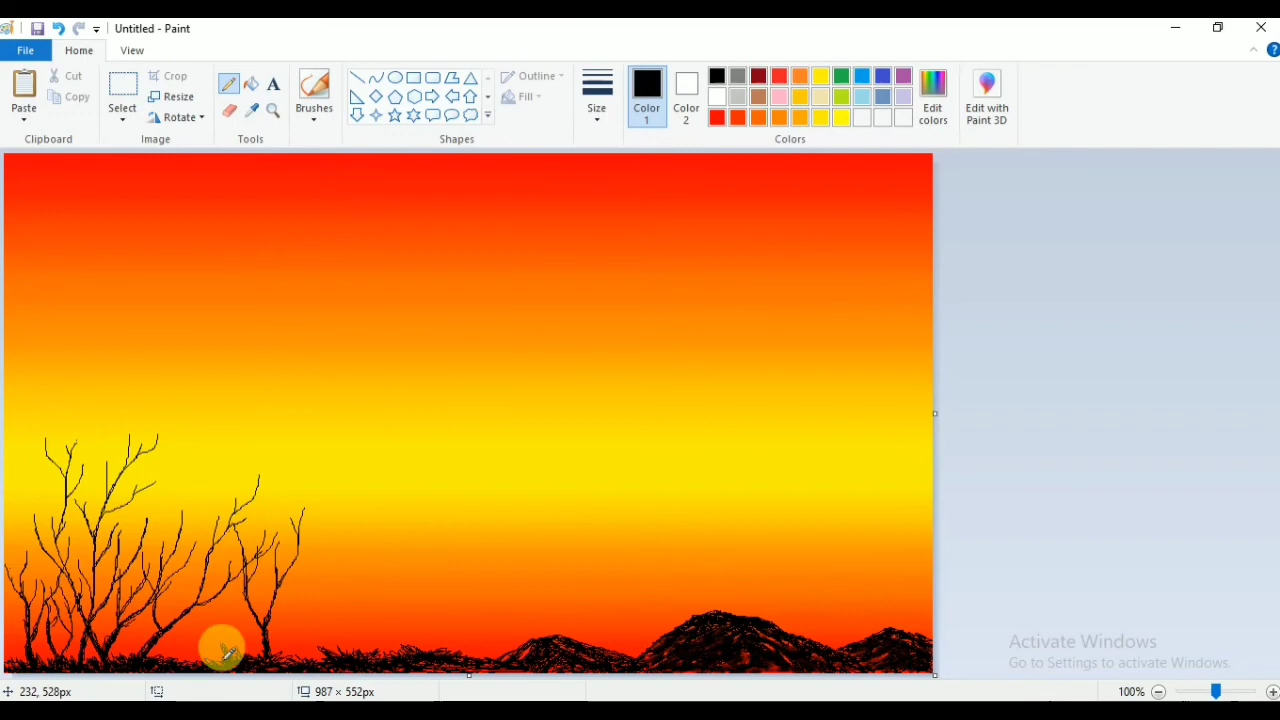 Untitled - Paint
File Home View
Paste
Cut
Copy
Clipboard
Select
Crop
Resize
Rotate
Image
A
Tools
Brushes
Outline
Fill
Shapes
Size
Color 1
Color 2
Edit colors
Colors
Edit with Paint 3D
?
Activate Windows
Go to Settings to activate Windows.
232, 528px
987 × 552px
100%